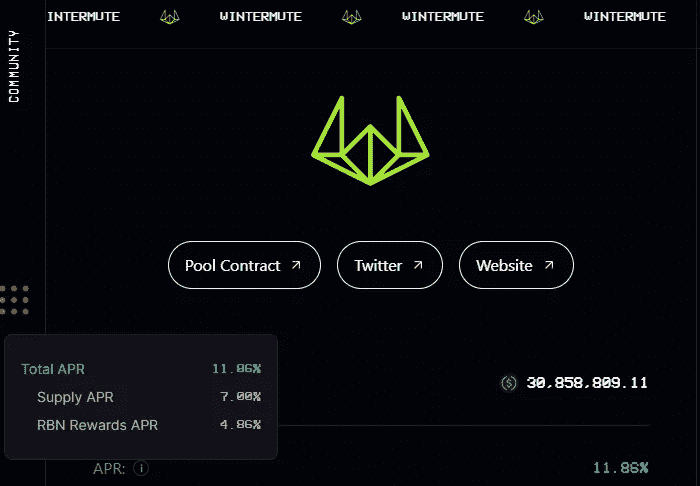 INTERMUTE WINTERMUTE WINTERMUTE WINTERMUTE
COMMUNITY
Pool Contract Twitter Website
Total APR 11.86%
Supply APR 7.00%
RBN Rewards APR 4.86%
30,858,809.11
APR: 11.86%